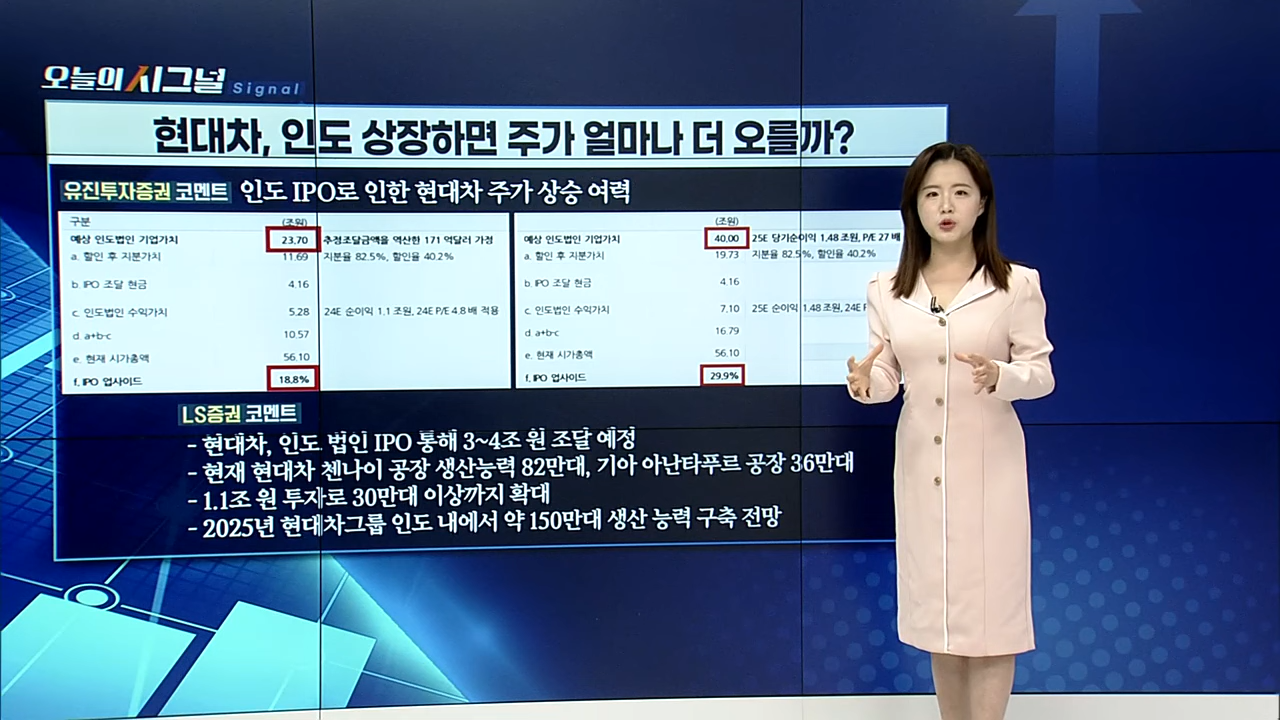 오늘의 시그널 Signal
현대차, 인도 상장하면 주가 얼마나 더 오를까?
유진투자증권 코멘트 인도 IPO로 인한 현대차 주가 상승 여력
구분 (조원)
예상 인도법인 기업가치 23.70 추정조달금액을 역산한 171 억달러 가정
a. 할인 후 지분가치 11.69 지분율 82.5%, 할인율 40.2%
b. IPO 조달 현금 4.16
c. 인도법인 수익가치 5.28 24E 순이익 1.1 조원, 24E P/E 4.8 배 적용
d. a+b-c 10.57
e. 현재 시가총액 56.10
f. IPO 업사이드 18.8%
(조원)
예상 인도법인 기업가치 40.00 25E 당기순이익 1.48 조원, P/E 27 배
a. 할인 후 지분가치 19.73 지분율 82.5%, 할인율 40.2%
b. IPO 조달 현금 4.16
c. 인도법인 수익가치 7.10 25E 순이익 1.48 조원, 24E P/E
d. a+b-c 16.79
e. 현재 시가총액 56.10
f. IPO 업사이드 29.9%
LS증권 코멘트
- 현대차, 인도 법인 IPO 통해 3~4조 원 조달 예정
- 현재 현대차 첸나이 공장 생산능력 82만대, 기아 아난타푸르 공장 36만대
- 1.1조 원 투자로 30만대 이상까지 확대
- 2025년 현대차그룹 인도 내에서 약 150만대 생산 능력 구축 전망